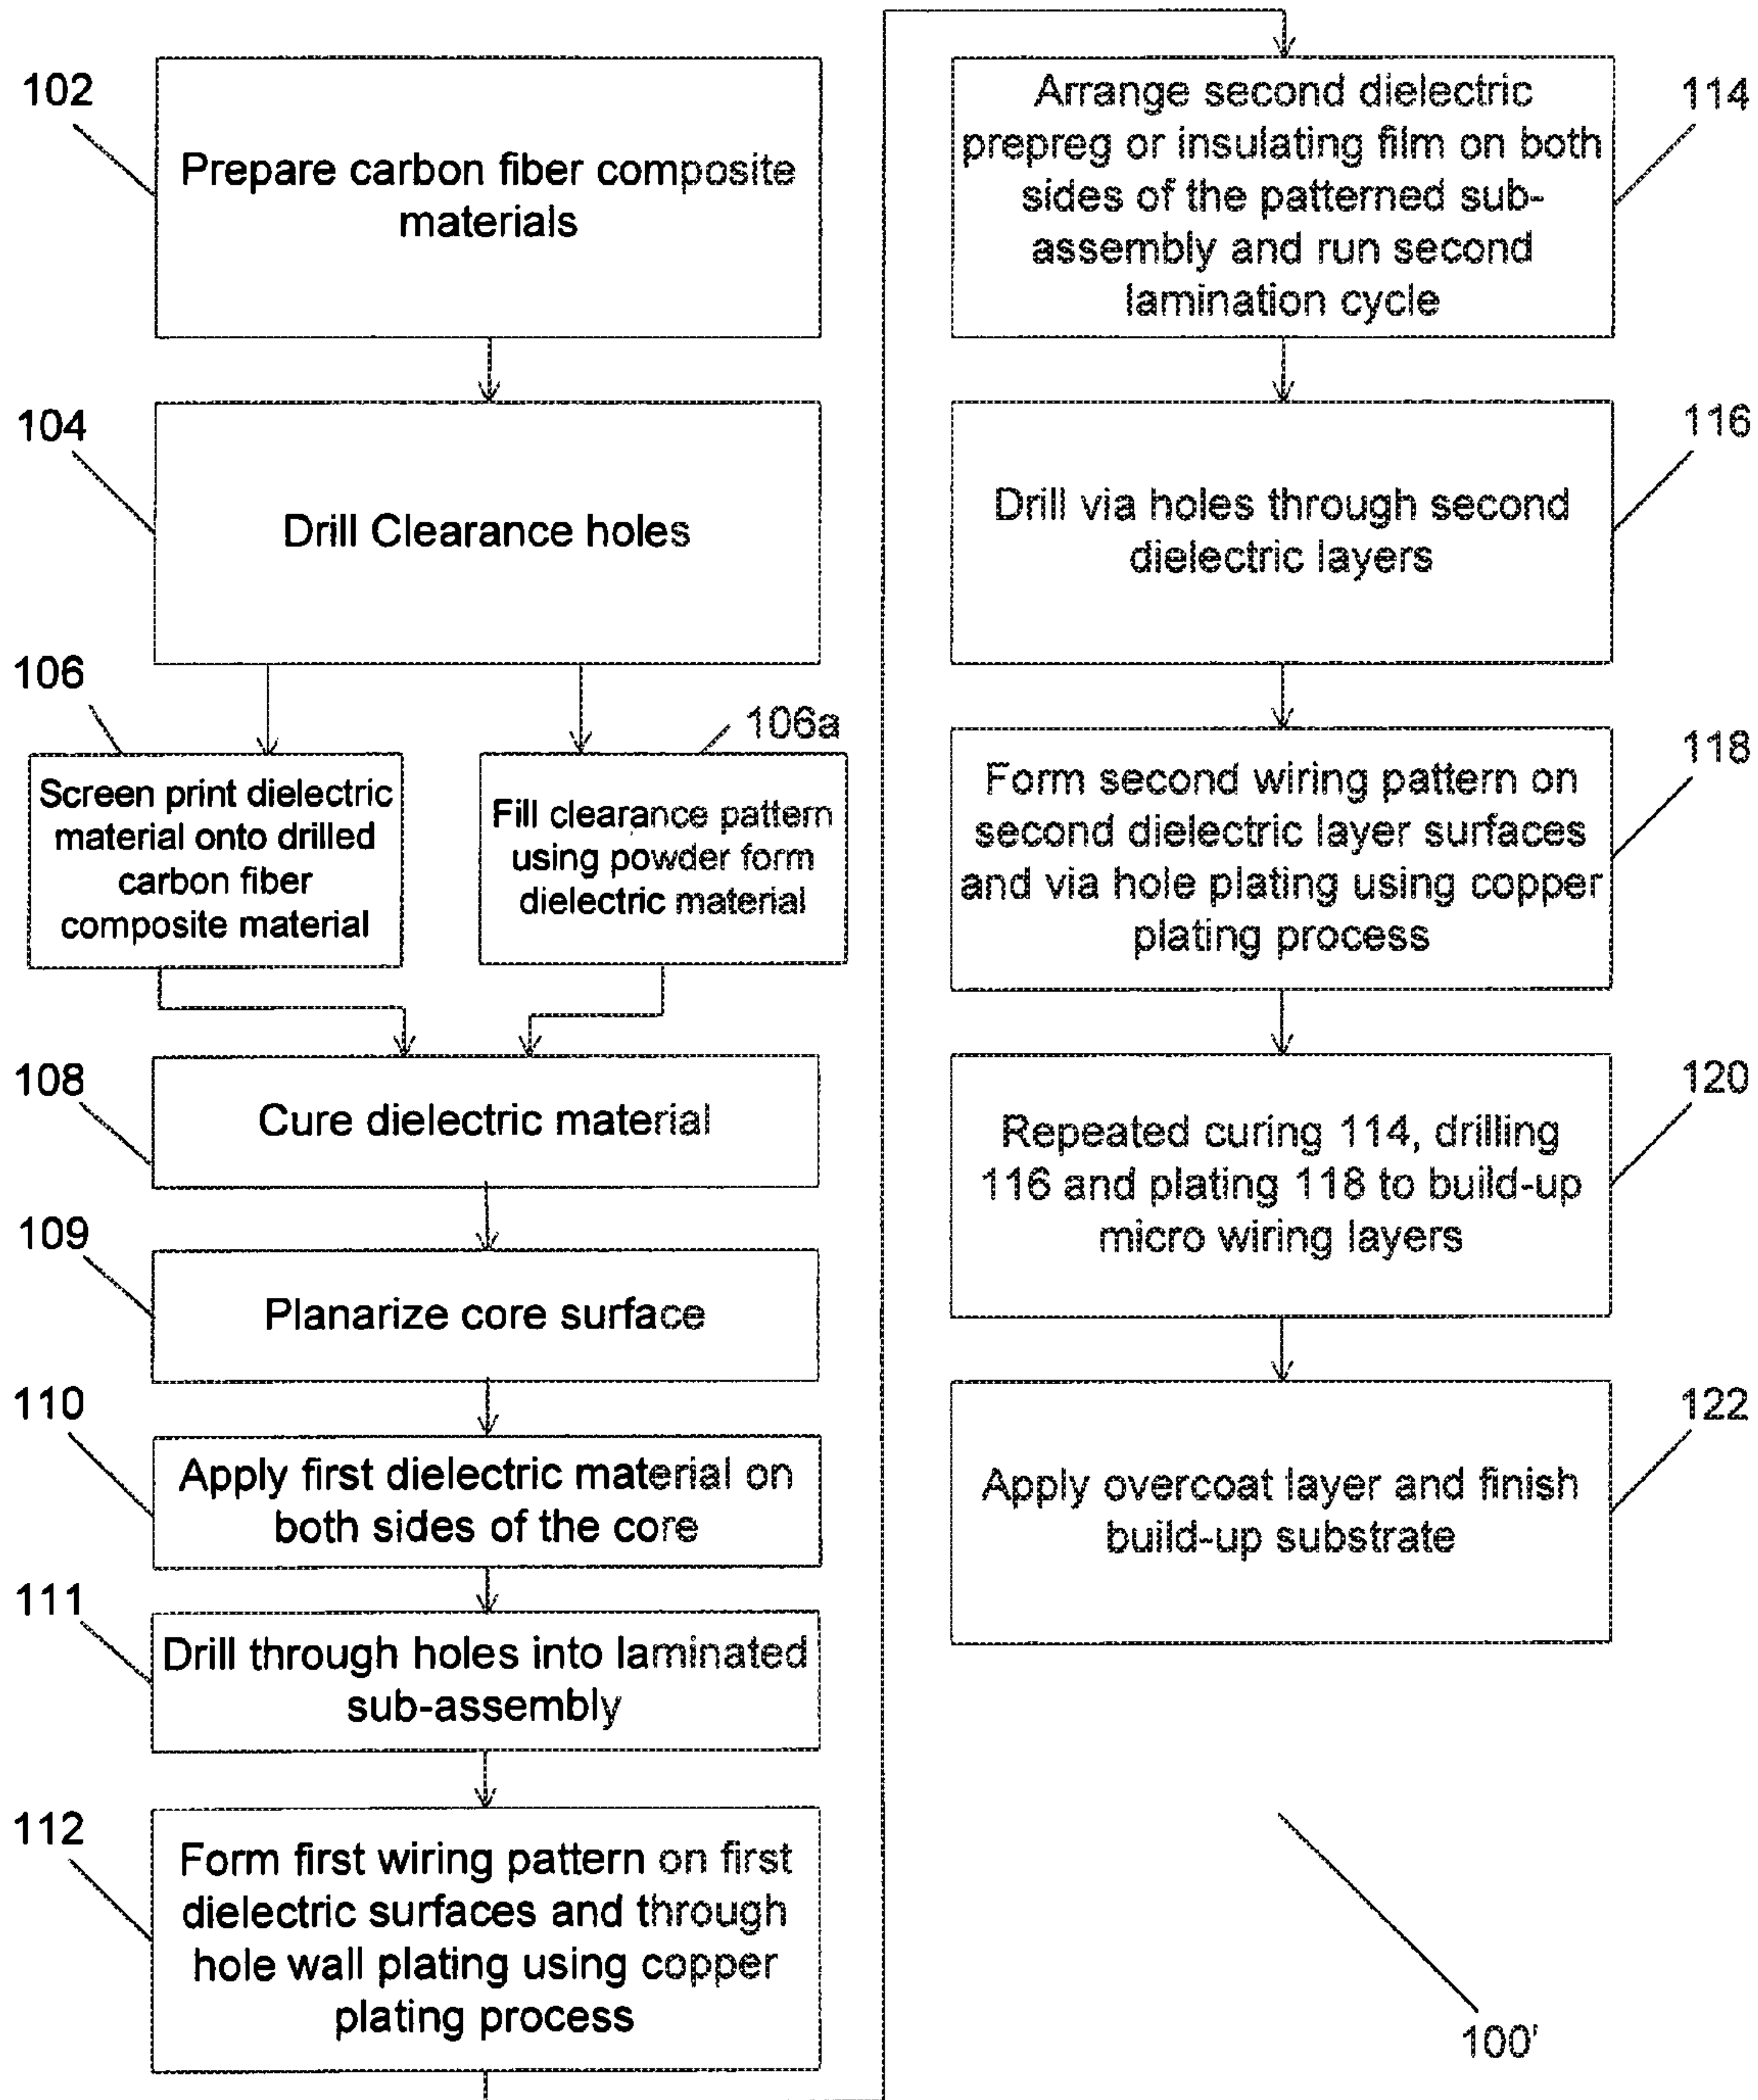 102
Prepare carbon fiber composite
materials
104
Drill Clearance holes
106
Screen print dielectric
material onto drilled
carbon fiber
composite material
106a
Fill clearance pattern
using powder form
dielectric material
108
Cure dielectric material
109
Planarize core surface
110
Apply first dielectric material on
both sides of the core
111
Drill through holes into laminated
sub-assembly
112
Form first wiring pattern on first
dielectric surfaces and through
hole wall plating using copper
plating process
114
Arrange second dielectric
prepreg or insulating film on both
sides of the patterned sub-
assembly and run second
lamination cycle
116
Drill via holes through second
dielectric layers
118
Form second wiring pattern on
second dielectric layer surfaces
and via hole plating using copper
plating process
120
Repeated curing 114, drilling
116 and plating 118 to build-up
micro wiring layers
122
Apply overcoat layer and finish
build-up substrate
100'